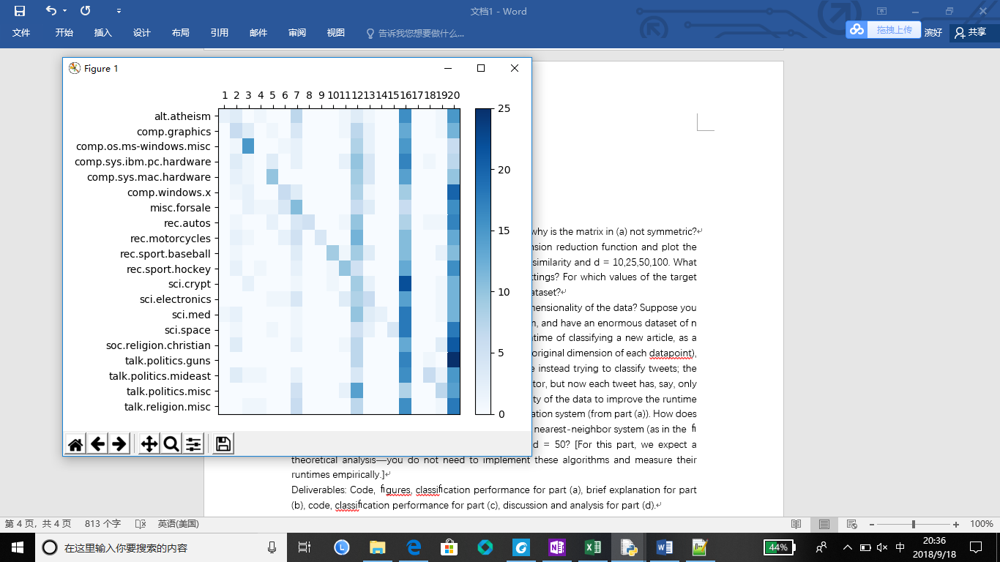 文档1 - Word
文件 开始 插入 设计 布局 引用 邮件 审阅 视图 告诉我您想要做什么...
拖拽上传 滨好 共享
Figure 1
1 2 3 4 5 6 7 8 9 10 11 12 13 14 15 16 17 18 19 20
alt.atheism
comp.graphics
comp.os.ms-windows.misc
comp.sys.ibm.pc.hardware
comp.sys.mac.hardware
comp.windows.x
misc.forsale
rec.autos
rec.motorcycles
rec.sport.baseball
rec.sport.hockey
sci.crypt
sci.electronics
sci.med
sci.space
soc.religion.christian
talk.politics.guns
talk.politics.mideast
talk.politics.misc
talk.religion.misc
25
20
15
10
5
0
why is the matrix in (a) not symmetric?
nsion reduction function and plot the
similarity and d = 10,25,50,100. What
ttings? For which values of the target
ataset?
mensionality of the data? Suppose you
n, and have an enormous dataset of n
ntime of classifying a new article, as a
original dimension of each datapoint),
e instead trying to classify tweets; the
tor, but now each tweet has, say, only
ty of the data to improve the runtime
ation system (from part (a)). How does
nearest-neighbor system (as in the fi
d = 50? [For this part, we expect a
theoretical analysis—you do not need to implement these algorithms and measure their
runtimes empirically.]
Deliverables: Code, figures, classification performance for part (a), brief explanation for part
(b), code, classification performance for part (c), discussion and analysis for part (d).
第 4 页，共 4 页 813 个字 英语(美国) 100%
在这里输入你要搜索的内容 44% 中 20:36
2018/9/18